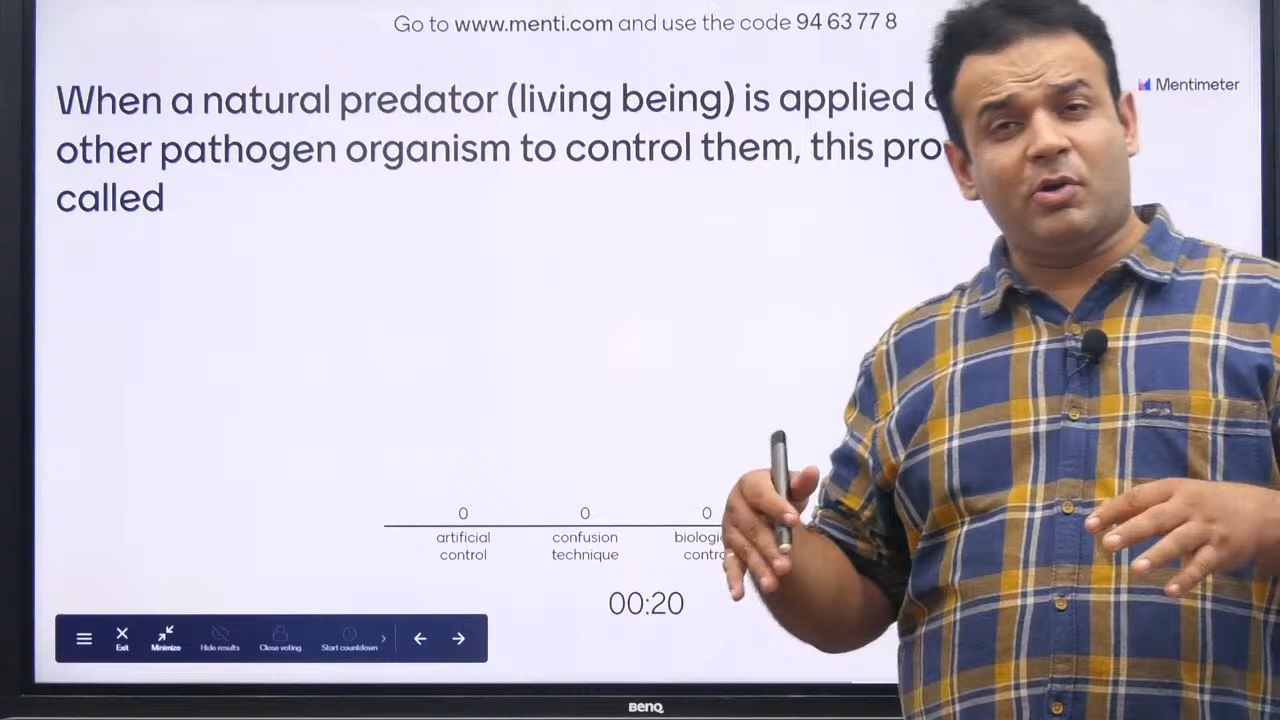 Go to www.menti.com and use the code 94 63 77 8
Mentimeter
When a natural predator (living being) is applied
other pathogen organism to control them, this
called
0 0 0
artificial confusion
control technique
00:20
Exit Minimize Hide results Close voting Start countdown
BenQ